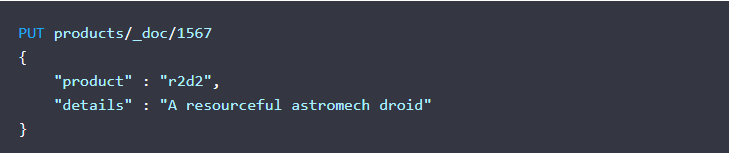 PUT products/_doc/1567
{
    "product" : "r2d2",
    "details" : "A resourceful astromech droid"
}